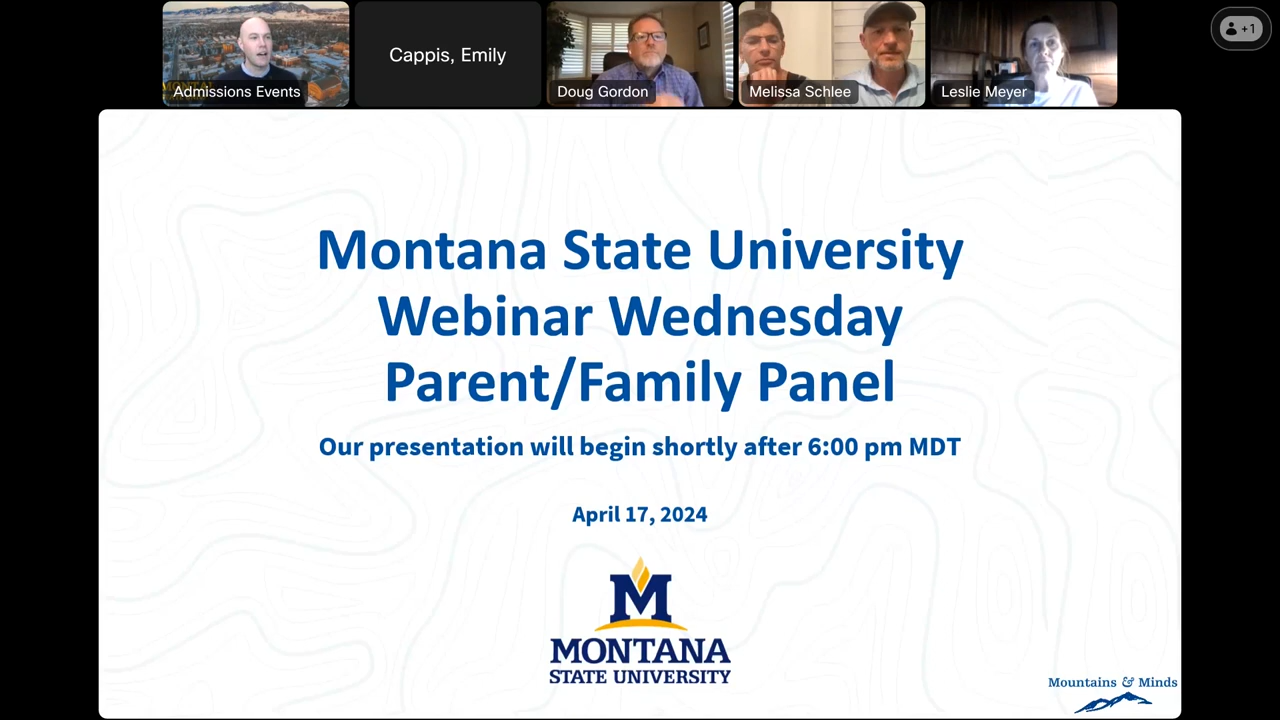 Admissions Events
Cappis, Emily
Doug Gordon
Melissa Schlee
Leslie Meyer
+1
Montana State University
Webinar Wednesday
Parent/Family Panel
Our presentation will begin shortly after 6:00 pm MDT
April 17, 2024
M
MONTANA
STATE UNIVERSITY
Mountains & Minds